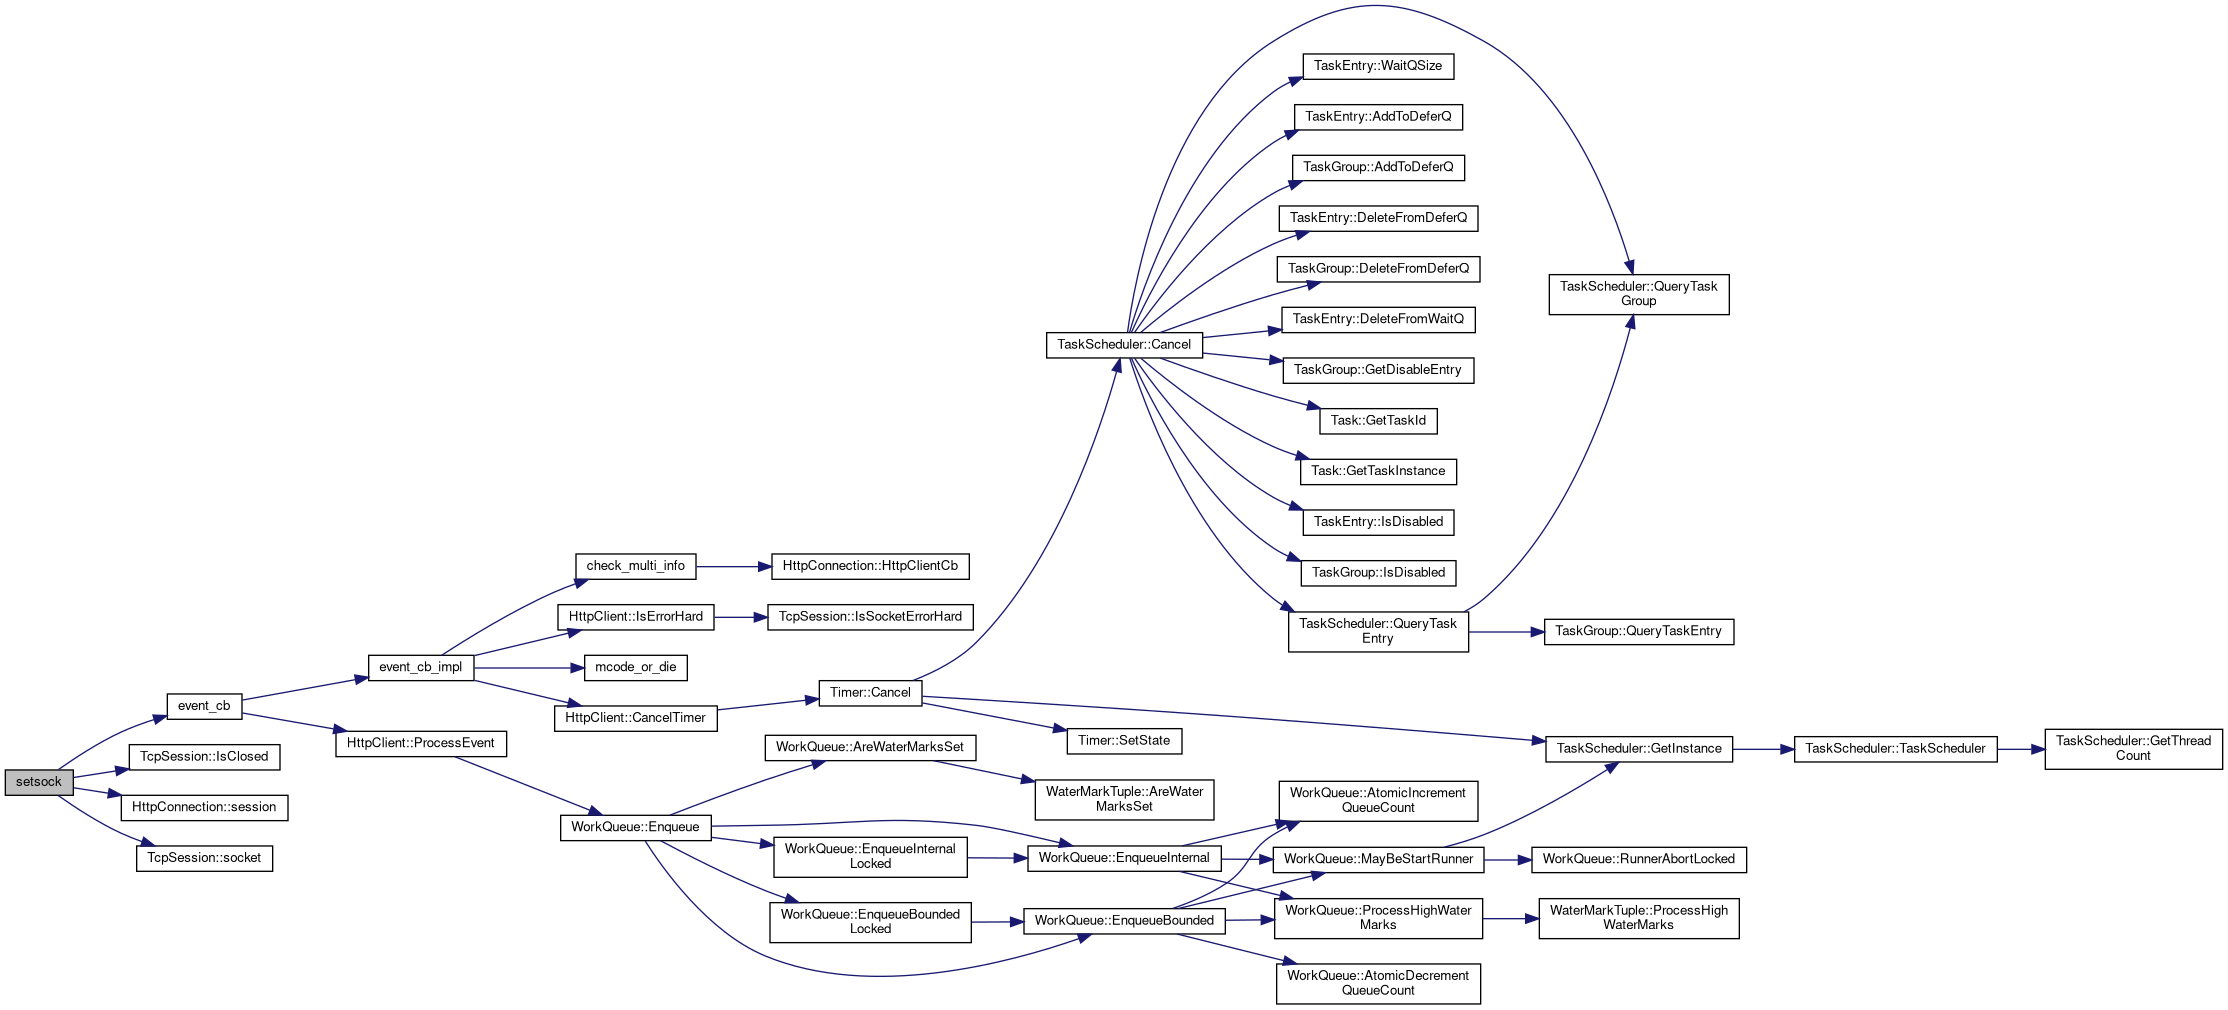 setsock
event_cb
TcpSession::IsClosed
HttpConnection::session
TcpSession::socket
event_cb_impl
HttpClient::ProcessEvent
check_multi_info
HttpClient::IsErrorHard
mcode_or_die
HttpClient::CancelTimer
WorkQueue::Enqueue
HttpConnection::HttpClientCb
TcpSession::IsSocketErrorHard
Timer::Cancel
WorkQueue::AreWaterMarksSet
WorkQueue::EnqueueInternal
Locked
WorkQueue::EnqueueBounded
Locked
TaskScheduler::Cancel
Timer::SetState
WaterMarkTuple::AreWater
MarksSet
WorkQueue::EnqueueInternal
WorkQueue::EnqueueBounded
TaskEntry::WaitQSize
TaskEntry::AddToDeferQ
TaskGroup::AddToDeferQ
TaskEntry::DeleteFromDeferQ
TaskGroup::DeleteFromDeferQ
TaskEntry::DeleteFromWaitQ
TaskGroup::GetDisableEntry
Task::GetTaskId
Task::GetTaskInstance
TaskEntry::IsDisabled
TaskGroup::IsDisabled
TaskScheduler::QueryTask
Entry
WorkQueue::AtomicIncrement
QueueCount
WorkQueue::MayBeStartRunner
WorkQueue::ProcessHighWater
Marks
WorkQueue::AtomicDecrement
QueueCount
TaskScheduler::QueryTask
Group
TaskGroup::QueryTaskEntry
TaskScheduler::GetInstance
WorkQueue::RunnerAbortLocked
WaterMarkTuple::ProcessHigh
WaterMarks
TaskScheduler::TaskScheduler
TaskScheduler::GetThread
Count